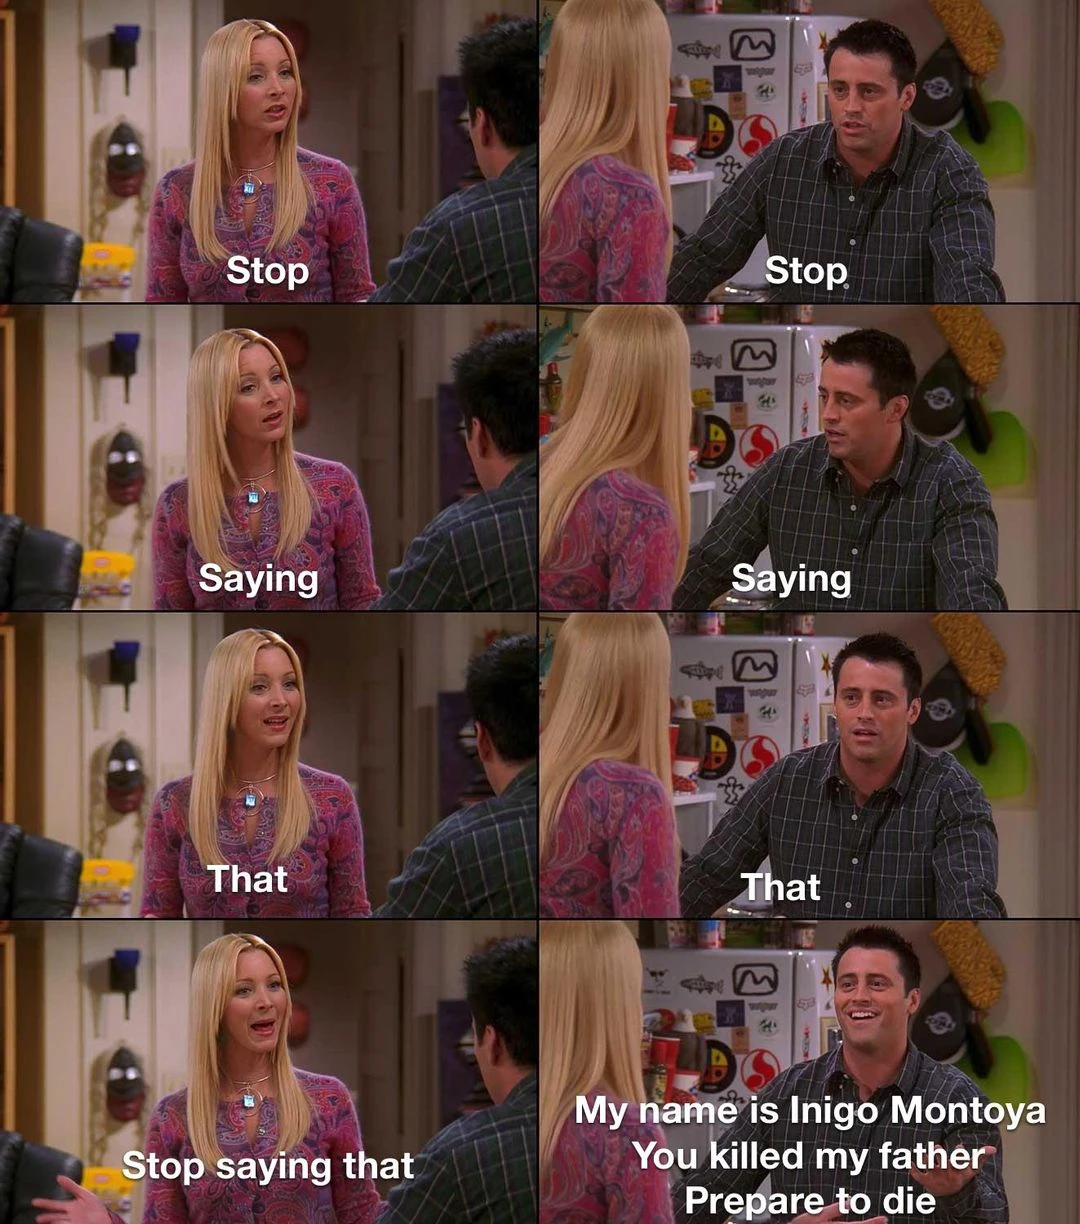 Stop
Stop
Saying
Saying
That
That
Stop saying that
My name is Inigo Montoya
You killed my father
Prepare to die